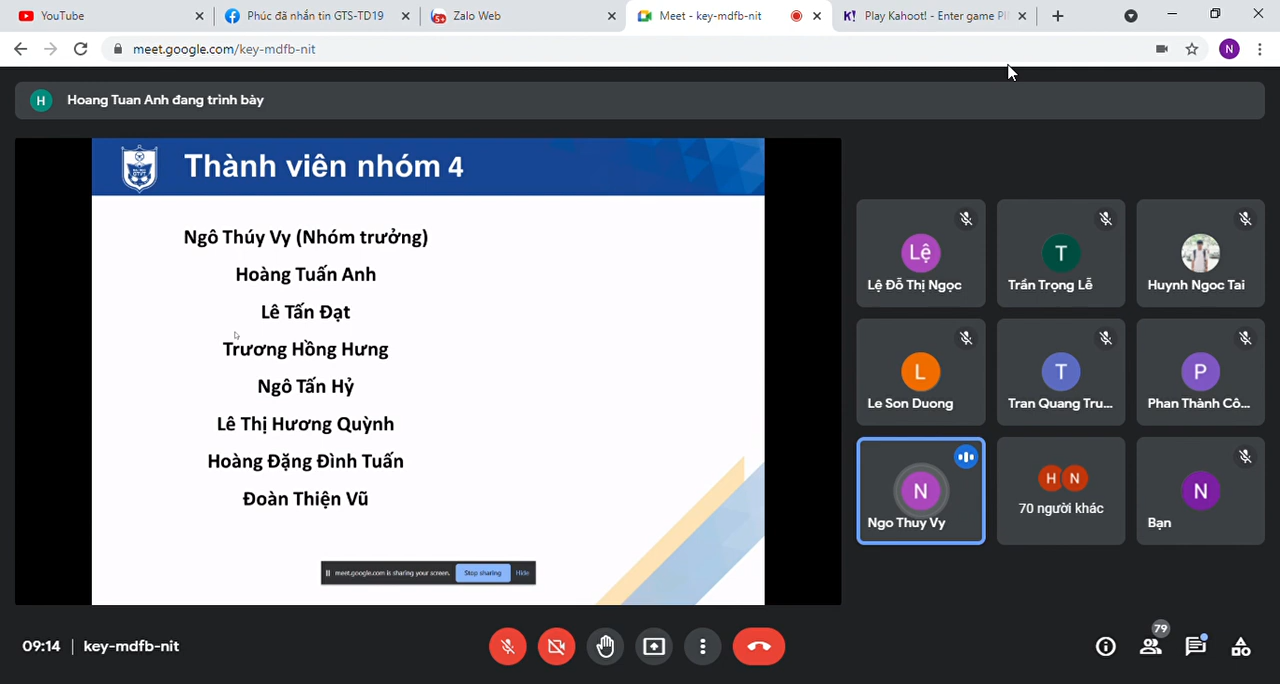 YouTube
Phúc đã nhắn tin GTS-TD19
Zalo Web
Meet - key-mdfb-nit
K! Play Kahoot! - Enter game PI
meet.google.com/key-mdfb-nit
N
H Hoang Tuan Anh đang trình bày
Thành viên nhóm 4
Ngô Thúy Vy (Nhóm trưởng)
Hoàng Tuấn Anh
Lê Tấn Đạt
Trương Hồng Hưng
Ngô Tấn Hỷ
Lê Thị Hương Quỳnh
Hoàng Đặng Đình Tuấn
Đoàn Thiện Vũ
meet.google.com is sharing your screen. Stop sharing Hide
Lệ
Lệ Đỗ Thị Ngọc
T
Trần Trọng Lễ
Huynh Ngoc Tai
L
Le Son Duong
T
Tran Quang Tru...
P
Phan Thành Cô...
N
Ngo Thuy Vy
H N
70 người khác
N
Bạn
09:14 | key-mdfb-nit
79